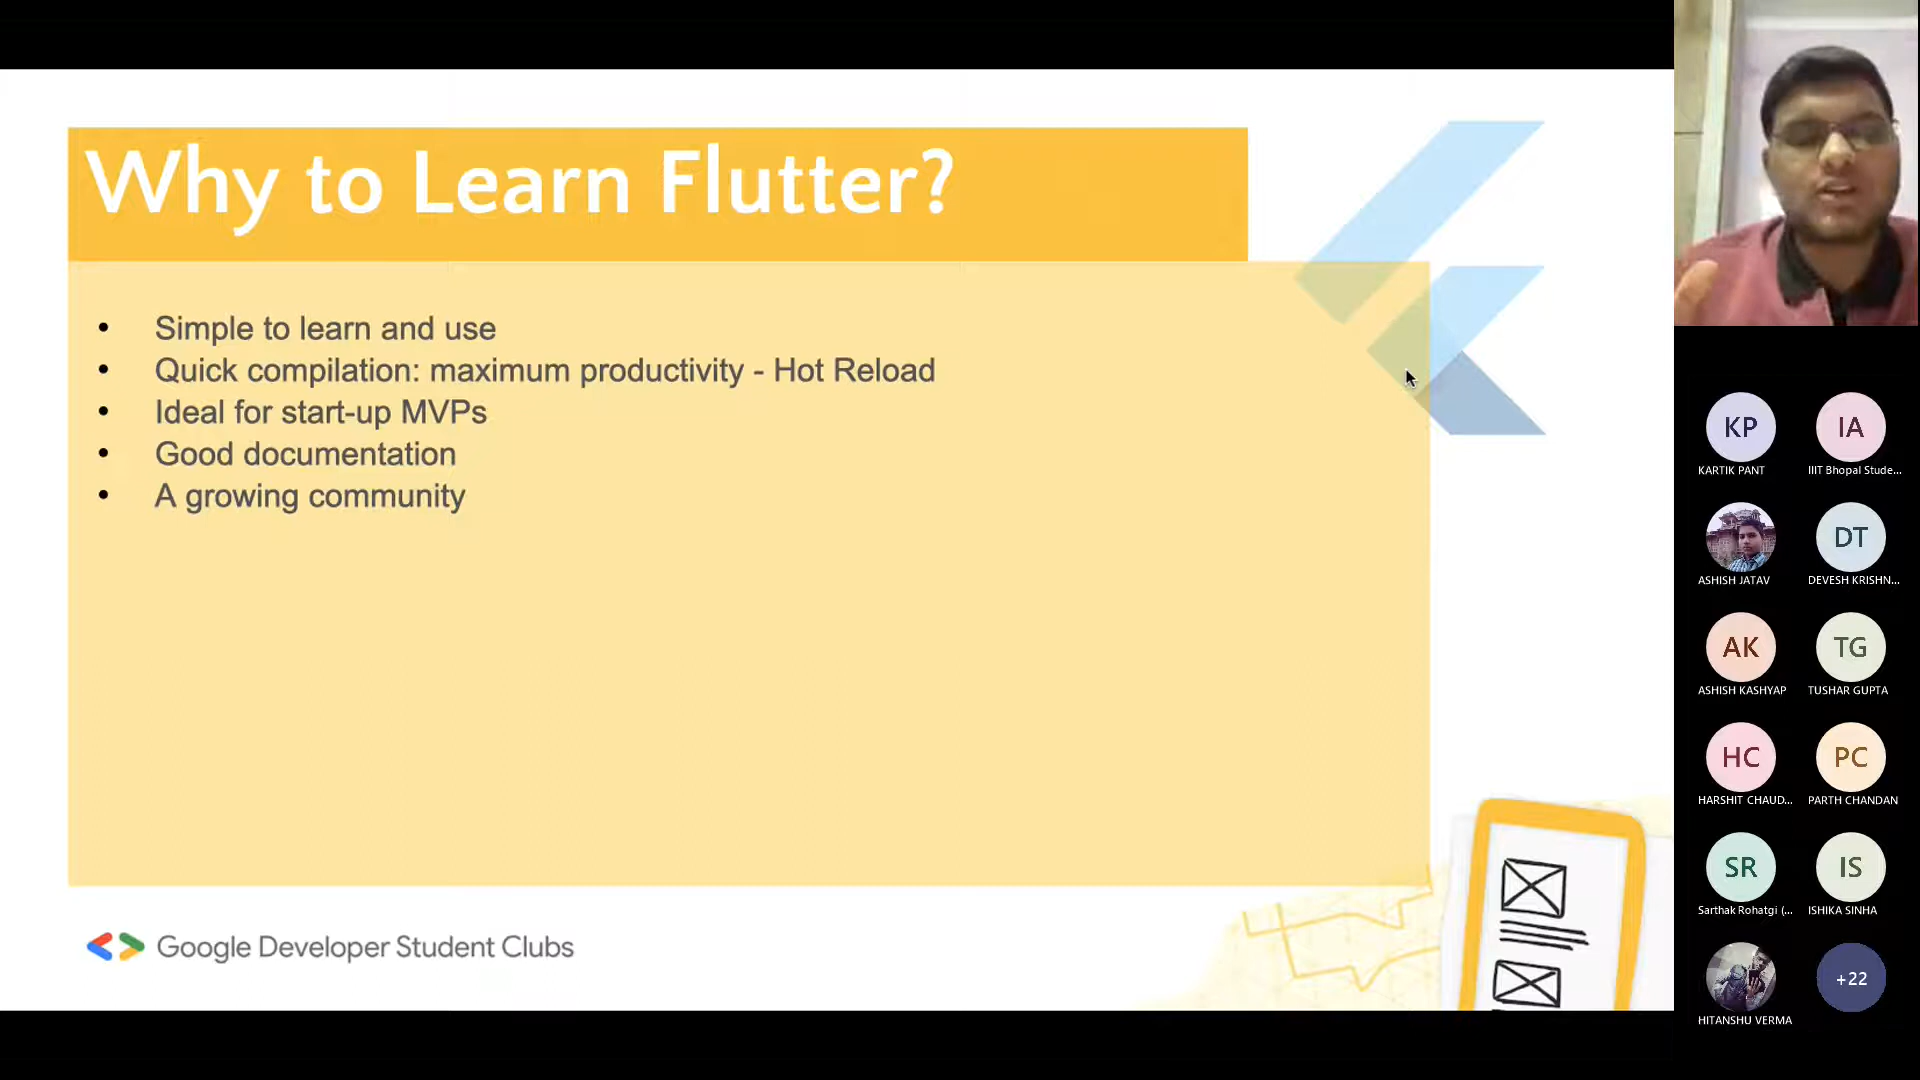 Why to Learn Flutter?
• Simple to learn and use
• Quick compilation: maximum productivity - Hot Reload
• Ideal for start-up MVPs
• Good documentation
• A growing community
Google Developer Student Clubs
KP
KARTIK PANT
IA
IIIT Bhopal Stude...
ASHISH JATAV
DT
DEVESH KRISHN...
AK
ASHISH KASHYAP
TG
TUSHAR GUPTA
HC
HARSHIT CHAUD...
PC
PARTH CHANDAN
SR
Sarthak Rohatgi (...
IS
ISHIKA SINHA
HITANSHU VERMA
+22